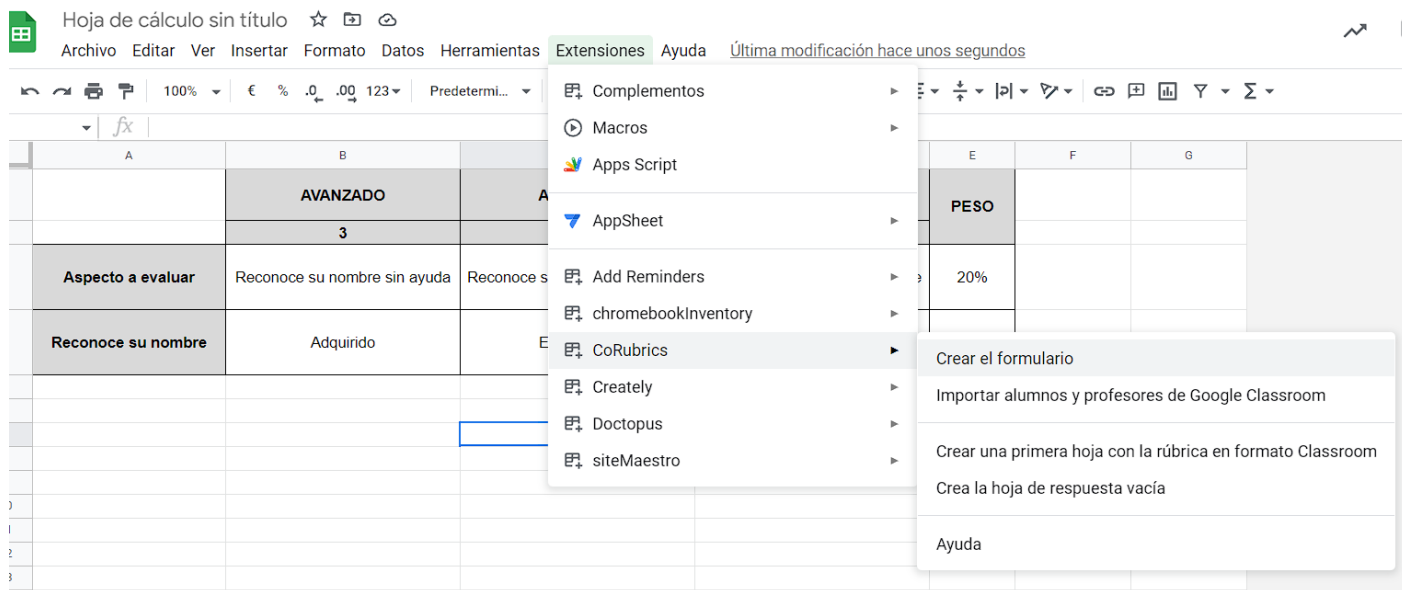 Hoja de cálculo sin título
Archivo Editar Ver Insertar Formato Datos Herramientas Extensiones Ayuda Última modificación hace unos segundos
100% € % .0 .00 123 Predetermi...
fx
A B E F G
AVANZADO A PESO
3
Aspecto a evaluar Reconoce su nombre sin ayuda Reconoce s e 20%
Reconoce su nombre Adquirido E
Complementos
Macros
Apps Script
AppSheet
Add Reminders
chromebookInventory
CoRubrics
Creately
Doctopus
siteMaestro
Crear el formulario
Importar alumnos y profesores de Google Classroom
Crear una primera hoja con la rúbrica en formato Classroom
Crea la hoja de respuesta vacía
Ayuda